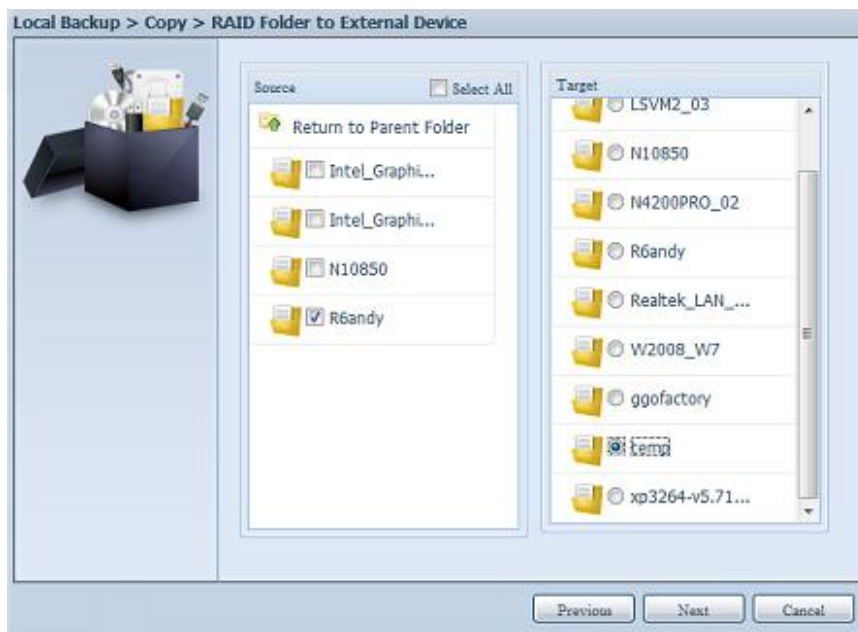 Local Backup > Copy > RAID Folder to External Device
Source
Select All
Return to Parent Folder
Intel_Graphi...
Intel_Graphi...
N10850
R6andy
Target
LSVM2_03
N10850
N4200PRO_02
R6andy
Realtek_LAN_...
W2008_W7
ggofactory
temp
xp3264-v5.71...
Previous
Next
Cancel